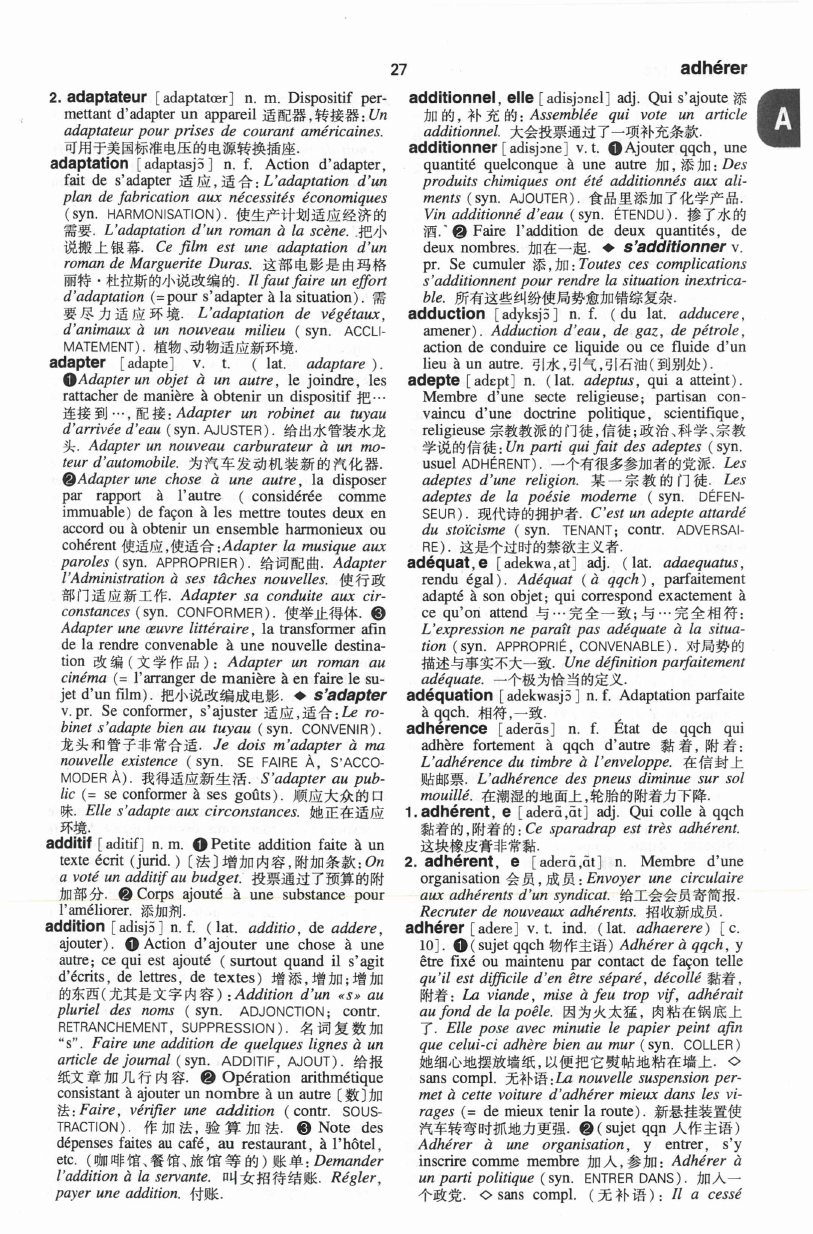 27
adhérer
2. adaptateur [adaptatœr] n. m. Dispositif per-
mettant d'adapter un appareil 适配器,转接器:Un
adaptateur pour prises de courant américaines.
可用于美国标准电压的电源转换插座.
adaptation [adaptasjɔ̃] n. f. Action d'adapter,
fait de s'adapter 适应,适合:L'adaptation d'un
plan de fabrication aux nécessités économiques
(syn. HARMONISATION). 使生产计划适应经济的
需要. L'adaptation d'un roman à la scène. 把小
说搬上银幕. Ce film est une adaptation d'un
roman de Marguerite Duras. 这部电影是由玛格
丽特·杜拉斯的小说改编的. Il faut faire un effort
d'adaptation (=pour s'adapter à la situation). 需
要尽力适应环境. L'adaptation de végétaux,
d'animaux à un nouveau milieu (syn. ACCLI-
MATEMENT). 植物、动物适应新环境.
adapter [adapte] v. t. (lat. adaptare).
❶Adapter un objet à un autre, le joindre, les
rattacher de manière à obtenir un dispositif 把…
连接到…,配接:Adapter un robinet au tuyau
d'arrivée d'eau (syn. AJUSTER). 给出水管装水龙
头. Adapter un nouveau carburateur à un mo-
teur d'automobile. 为汽车发动机装新的汽化器.
❷Adapter une chose à une autre, la disposer
par rapport à l'autre (considérée comme
immuable) de façon à les mettre toutes deux en
accord ou à obtenir un ensemble harmonieux ou
cohérent 使适应,使适合:Adapter la musique aux
paroles (syn. APPROPRIER). 给词配曲. Adapter
l'Administration à ses tâches nouvelles. 使行政
部门适应新工作. Adapter sa conduite aux cir-
constances (syn. CONFORMER). 使举止得体. ❸
Adapter une œuvre littéraire, la transformer afin
de la rendre convenable à une nouvelle destina-
tion 改编(文学作品): Adapter un roman au
cinéma (= l'arranger de manière à en faire le su-
jet d'un film). 把小说改编成电影. ◆ s'adapter
v. pr. Se conformer, s'ajuster 适应,适合:Le ro-
binet s'adapte bien au tuyau (syn. CONVENIR).
龙头和管子非常合适. Je dois m'adapter à ma
nouvelle existence (syn. SE FAIRE À, S'ACCO-
MODER À). 我得适应新生活. S'adapter au pub-
lic (= se conformer à ses goûts). 顺应大众的口
味. Elle s'adapte aux circonstances. 她正在适应
环境.
additif [aditif] n. m. ❶Petite addition faite à un
texte écrit (jurid. ) [法]增加内容,附加条款:On
a voté un additif au budget. 投票通过了预算的附
加部分. ❷Corps ajouté à une substance pour
l'améliorer. 添加剂.
addition [adisjɔ̃] n. f. (lat. additio, de addere,
ajouter). ❶ Action d'ajouter une chose à une
autre; ce qui est ajouté (surtout quand il s'agit
d'écrits, de lettres, de textes) 增添,增加;增加
的东西(尤其是文字内容):Addition d'un «s» au
pluriel des noms (syn. ADJONCTION; contr.
RETRANCHEMENT, SUPPRESSION). 名词复数加
“s”. Faire une addition de quelques lignes à un
article de journal (syn. ADDITIF, AJOUT). 给报
纸文章加几行内容. ❷ Opération arithmétique
consistant à ajouter un nombre à un autre [数]加
法:Faire, vérifier une addition (contr. SOUS-
TRACTION). 作加法,验算加法. ❸ Note des
dépenses faites au café, au restaurant, à l'hôtel,
etc. (咖啡馆、餐馆、旅馆等的)账单:Demander
l'addition à la servante. 叫女招待结账. Régler,
payer une addition. 付账.
additionnel, elle [adisjɔnɛl] adj. Qui s'ajoute 添
加的,补充的: Assemblée qui vote un article
additionnel. 大会投票通过了一项补充条款.
additionner [adisjɔne] v. t. ❶Ajouter qqch, une
quantité quelconque à une autre 加,添加:Des
produits chimiques ont été additionnés aux ali-
ments (syn. AJOUTER). 食品里添加了化学产品.
Vin additionné d'eau (syn. ÉTENDU). 掺了水的
酒. ❷ Faire l'addition de deux quantités, de
deux nombres. 加在一起. ◆ s'additionner v.
pr. Se cumuler 添,加:Toutes ces complications
s'additionnent pour rendre la situation inextrica-
ble. 所有这些纠纷使局势愈加错综复杂.
adduction [adyksjɔ̃] n. f. (du lat. adducere,
amener). Adduction d'eau, de gaz, de pétrole,
action de conduire ce liquide ou ce fluide d'un
lieu à un autre. 引水,引气,引石油(到别处).
adepte [adɛpt] n. (lat. adeptus, qui a atteint).
Membre d'une secte religieuse; partisan con-
vaincu d'une doctrine politique, scientifique,
religieuse 宗教教派的门徒,信徒;政治、科学、宗教
学说的信徒:Un parti qui fait des adeptes (syn.
usuel ADHÉRENT). 一个有很多参加者的党派. Les
adeptes d'une religion. 某一宗教的门徒. Les
adeptes de la poésie moderne (syn. DÉFEN-
SEUR). 现代诗的拥护者. C'est un adepte attardé
du stoïcisme (syn. TENANT; contr. ADVERSAI-
RE). 这是个过时的禁欲主义者.
adéquat,e [adekwa,at] adj. (lat. adaequatus,
rendu égal). Adéquat (à qqch), parfaitement
adapté à son objet; qui correspond exactement à
ce qu'on attend 与…完全一致;与…完全相符:
L'expression ne paraît pas adéquate à la situa-
tion (syn. APPROPRIÉ, CONVENABLE). 对局势的
描述与事实不大一致. Une définition parfaitement
adéquate. 一个极为恰当的定义.
adéquation [adekwasjɔ̃] n. f. Adaptation parfaite
à qqch. 相符,一致.
adhérence [aderɑ̃s] n. f. État de qqch qui
adhère fortement à qqch d'autre 黏着,附着:
L'adhérence du timbre à l'enveloppe. 在信封上
贴邮票. L'adhérence des pneus diminue sur sol
mouillé. 在潮湿的地面上,轮胎的附着力下降.
1. adhérent, e [aderɑ̃,ɑ̃t] adj. Qui colle à qqch
黏着的,附着的:Ce sparadrap est très adhérent.
这块橡皮膏非常黏.
2. adhérent, e [aderɑ̃,ɑ̃t] n. Membre d'une
organisation 会员,成员:Envoyer une circulaire
aux adhérents d'un syndicat. 给工会会员寄简报.
Recruter de nouveaux adhérents. 招收新成员.
adhérer [adere] v. t. ind. (lat. adhaerere) [c.
10]. ❶(sujet qqch 物作主语) Adhérer à qqch, y
être fixé ou maintenu par contact de façon telle
qu'il est difficile d'en être séparé, décollé 黏着,
附着: La viande, mise à feu trop vif, adhérait
au fond de la poêle. 因为火太猛, 肉粘在锅底上
了. Elle pose avec minutie le papier peint afin
que celui-ci adhère bien au mur (syn. COLLER)
她细心地摆放墙纸,以便把它熨帖地粘在墙上. ◇
sans compl. 无补语:La nouvelle suspension per-
met à cette voiture d'adhérer mieux dans les vi-
rages (= de mieux tenir la route). 新悬挂装置使
汽车转弯时抓地力更强. ❷(sujet qqn 人作主语)
Adhérer à une organisation, y entrer, s'y
inscrire comme membre 加入,参加: Adhérer à
un parti politique (syn. ENTRER DANS). 加入一
个政党. ◇ sans compl. (无补语): Il a cessé
A